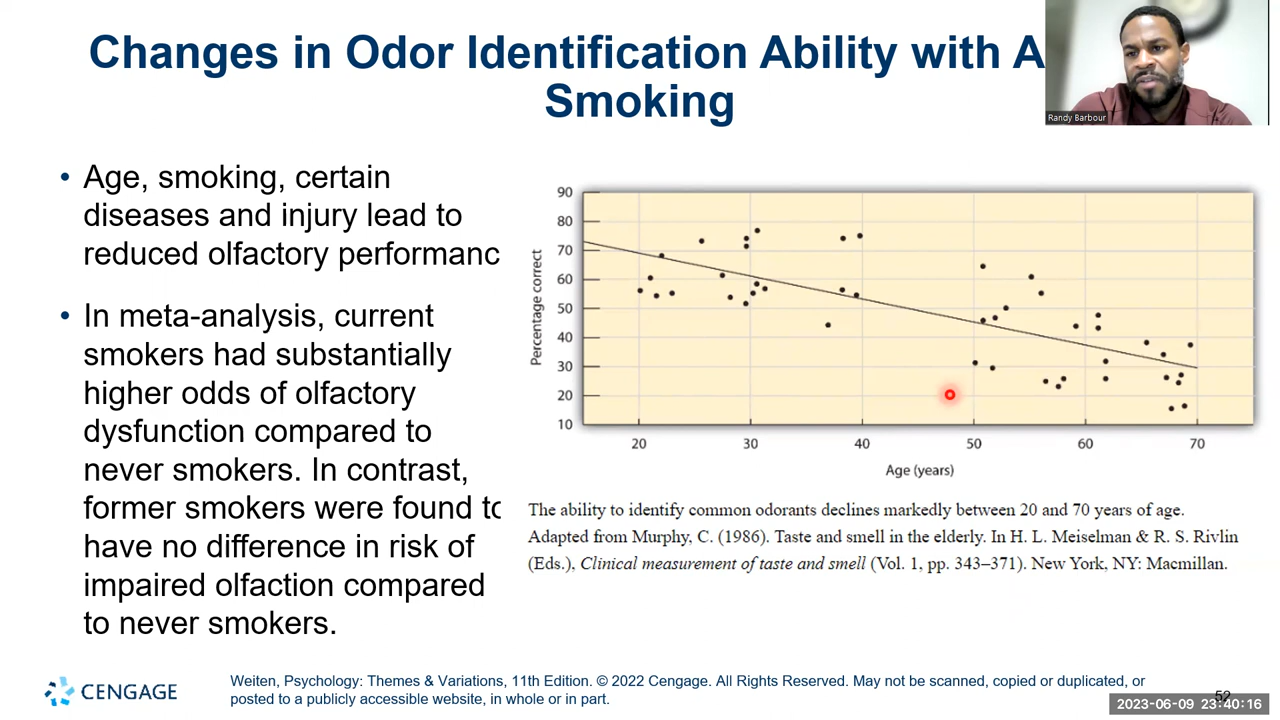 Changes in Odor Identification Ability with A
Smoking
Randy Barbour
• Age, smoking, certain
diseases and injury lead to
reduced olfactory performanc
• In meta-analysis, current
smokers had substantially
higher odds of olfactory
dysfunction compared to
never smokers. In contrast,
former smokers were found to
have no difference in risk of
impaired olfaction compared
to never smokers.
Percentage correct
90
80
70
60
50
40
30
20
10
20 30 40 50 60 70
Age (years)
The ability to identify common odorants declines markedly between 20 and 70 years of age.
Adapted from Murphy, C. (1986). Taste and smell in the elderly. In H. L. Meiselman & R. S. Rivlin
(Eds.), Clinical measurement of taste and smell (Vol. 1, pp. 343–371). New York, NY: Macmillan.
CENGAGE
Weiten, Psychology: Themes & Variations, 11th Edition. © 2022 Cengage. All Rights Reserved. May not be scanned, copied or duplicated, or
posted to a publicly accessible website, in whole or in part.
52
2023-06-09 23:40:16